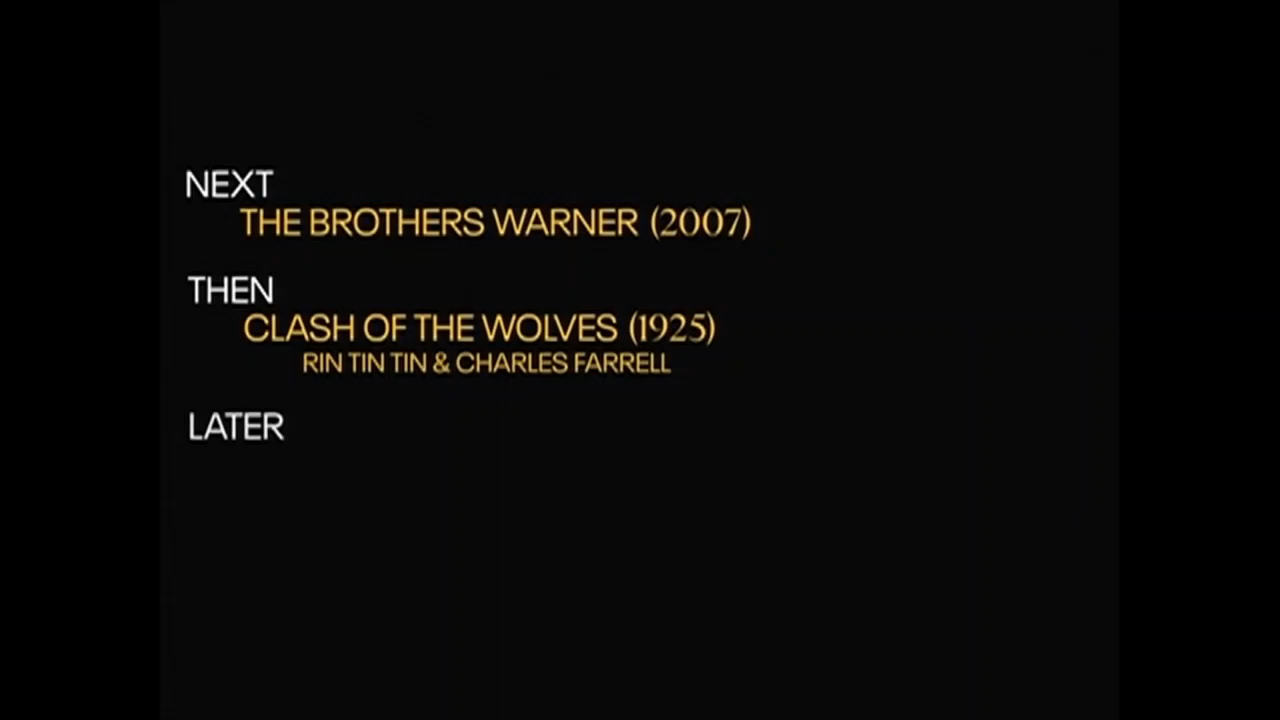 NEXT
THE BROTHERS WARNER (2007)
THEN
CLASH OF THE WOLVES (1925)
RIN TIN TIN & CHARLES FARRELL
LATER